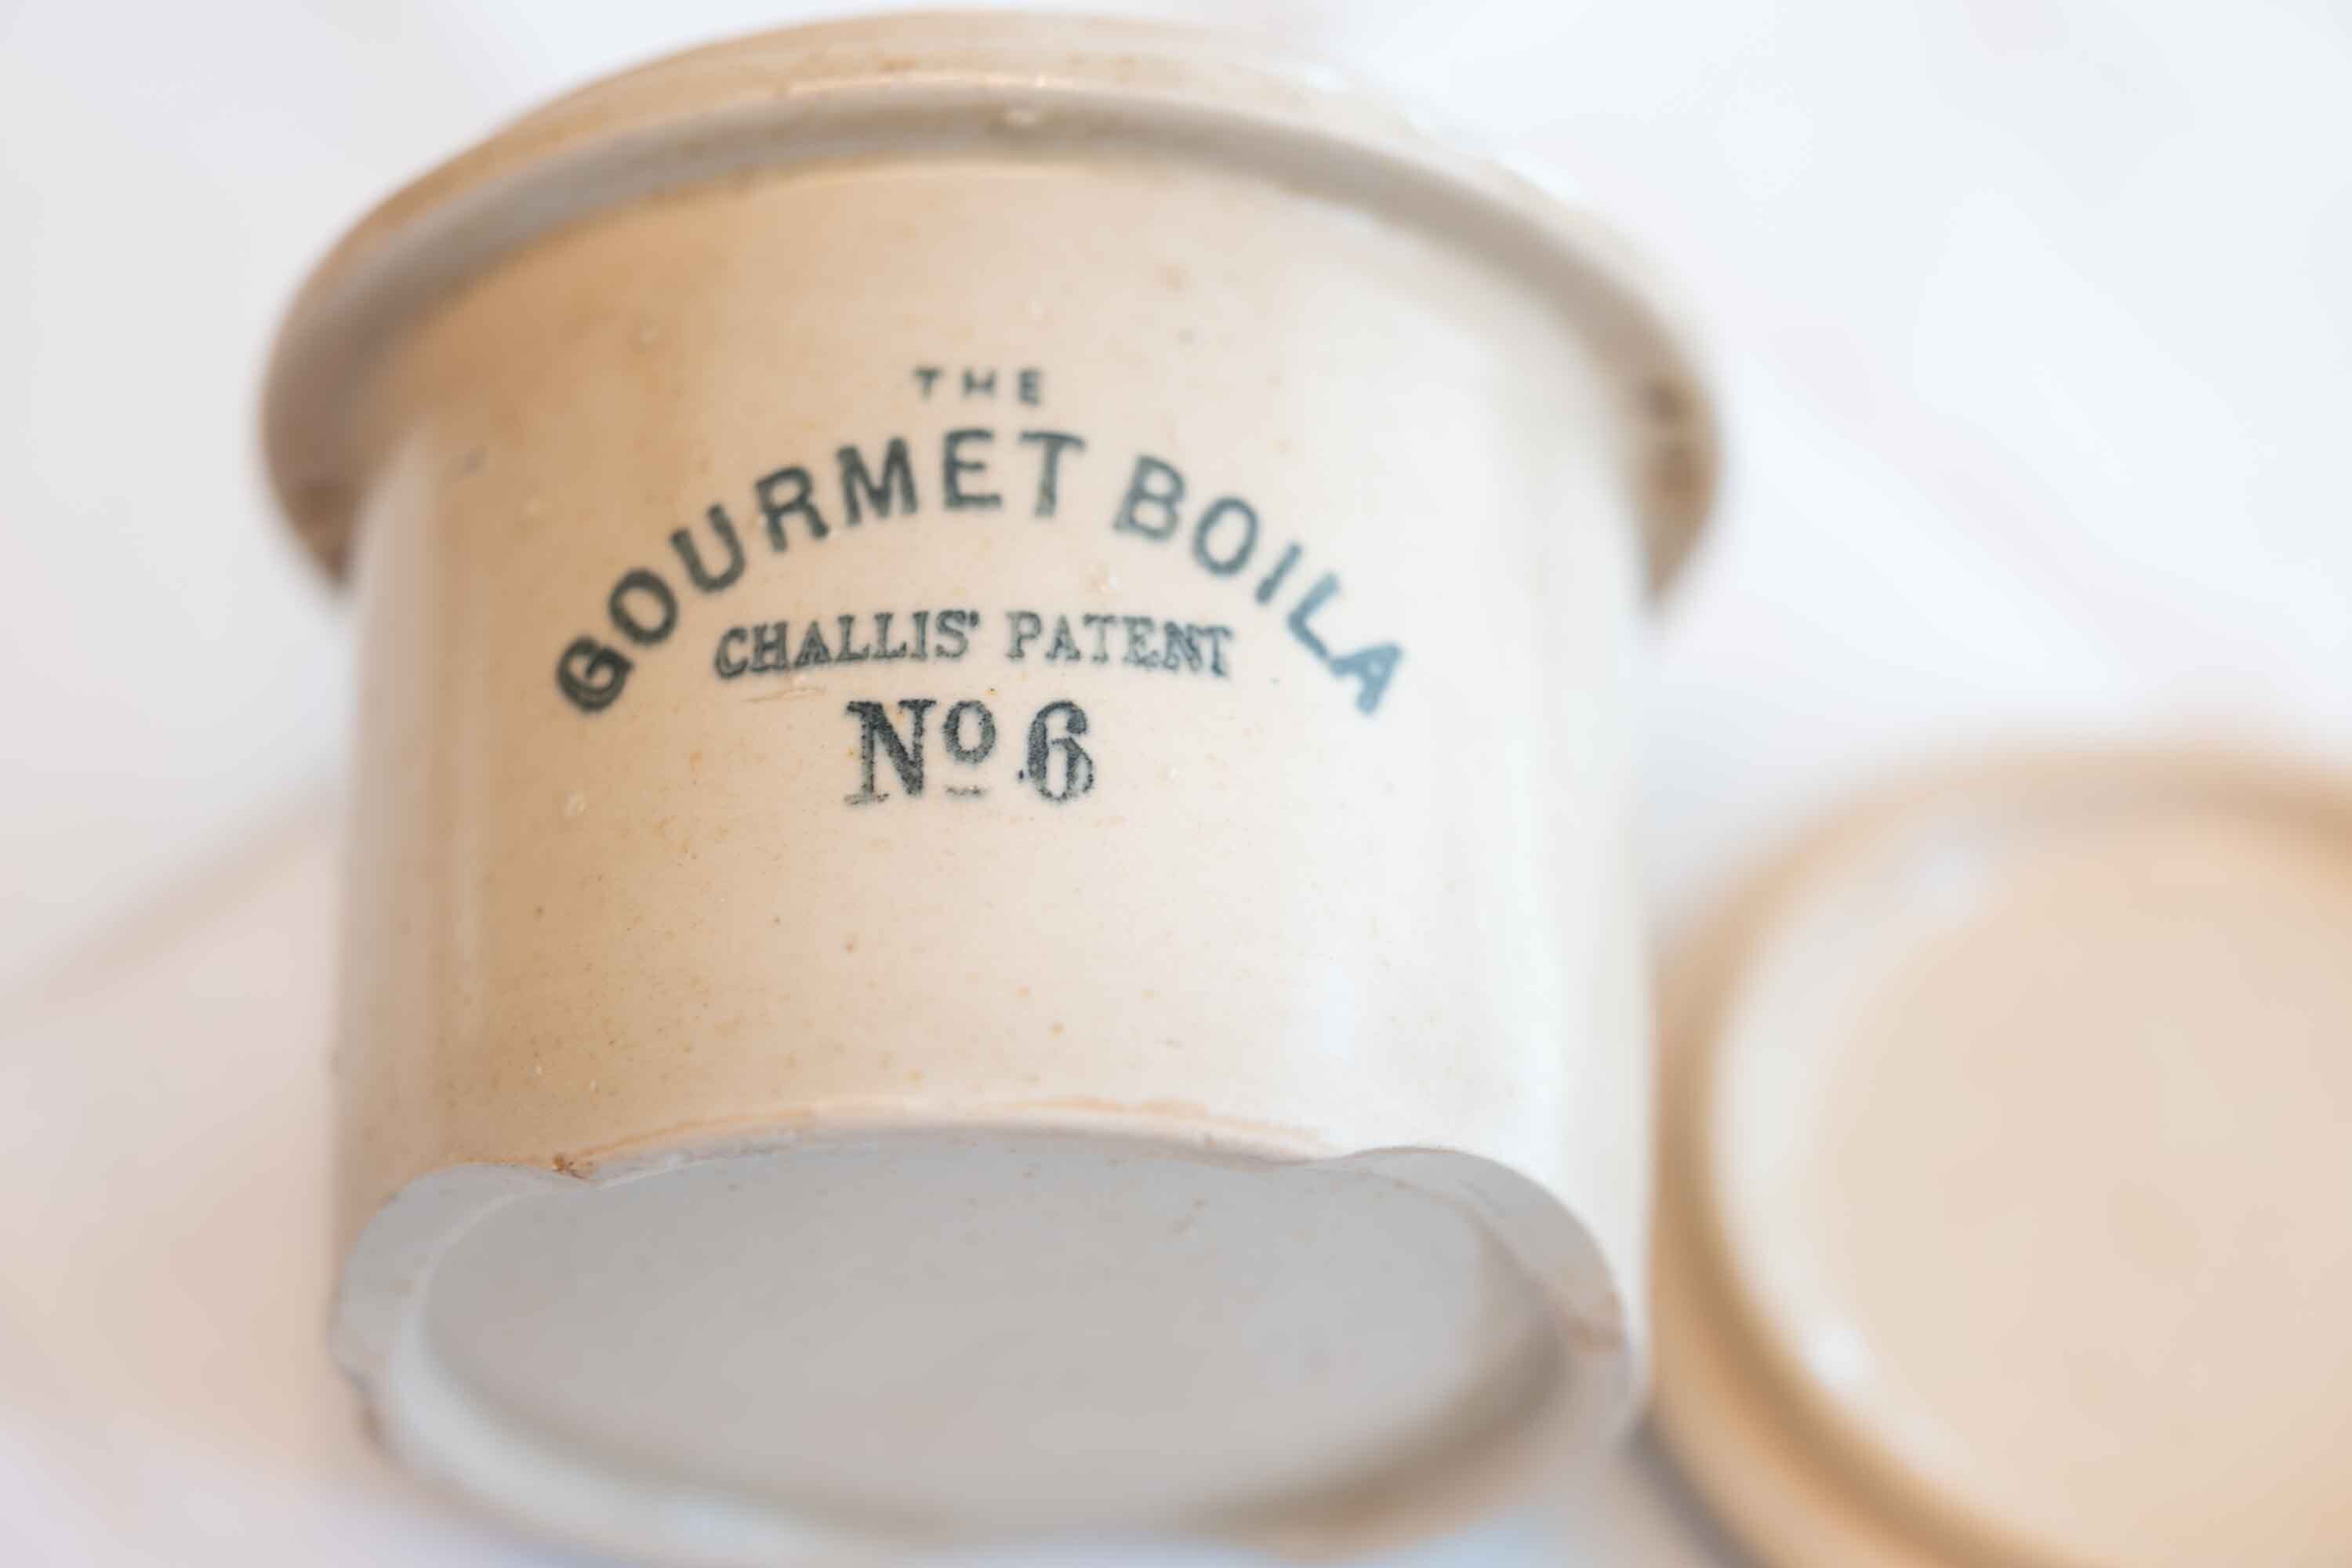 THE
GOURMET BOILA
CHALLIS' PATENT
No 6